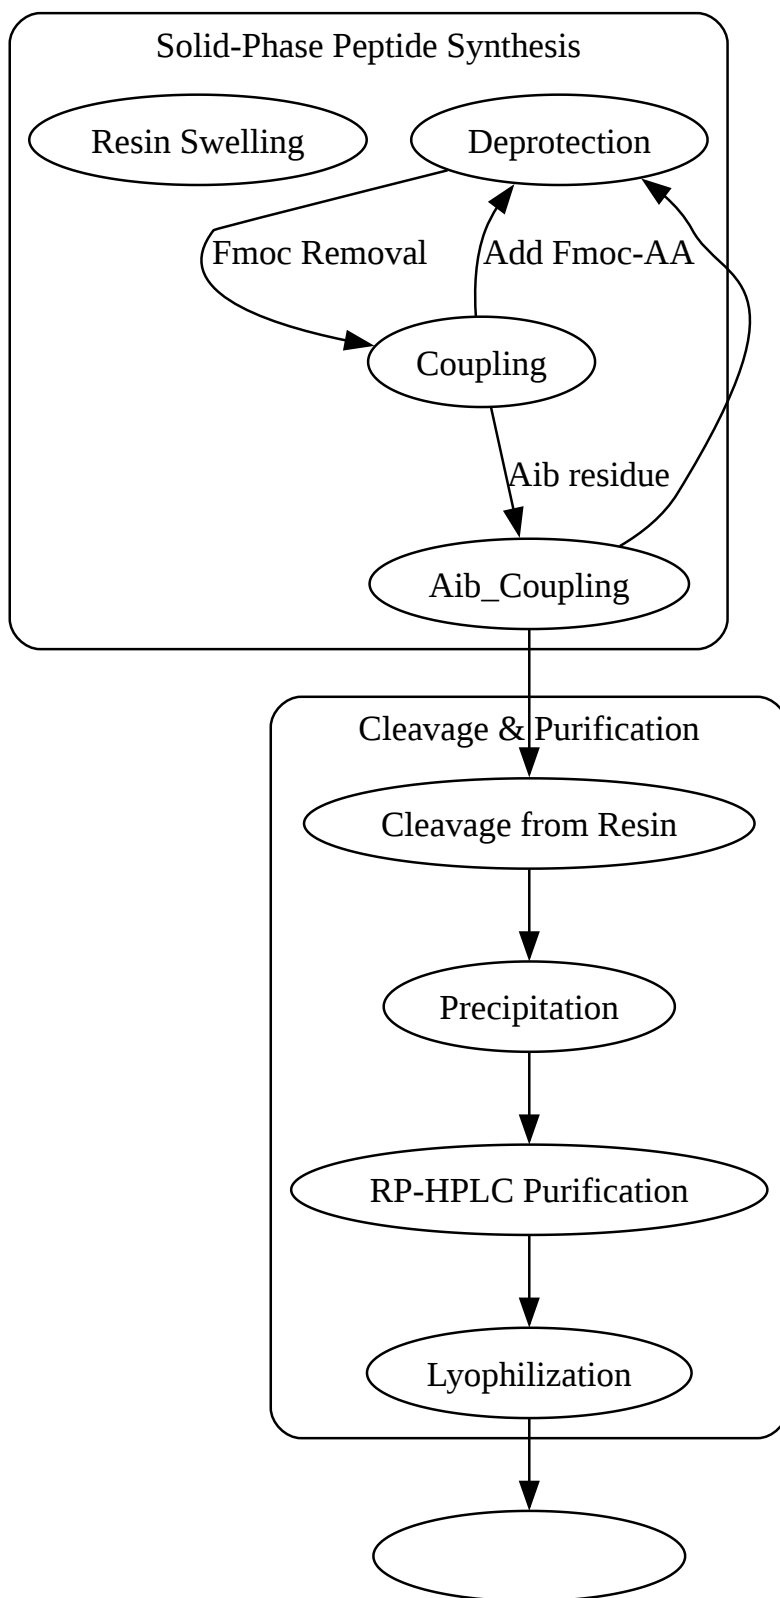 Solid-Phase Peptide Synthesis
Resin Swelling
Deprotection
Fmoc Removal
Add Fmoc-AA
Coupling
Aib residue
Aib_Coupling
Cleavage & Purification
Cleavage from Resin
Precipitation
RP-HPLC Purification
Lyophilization